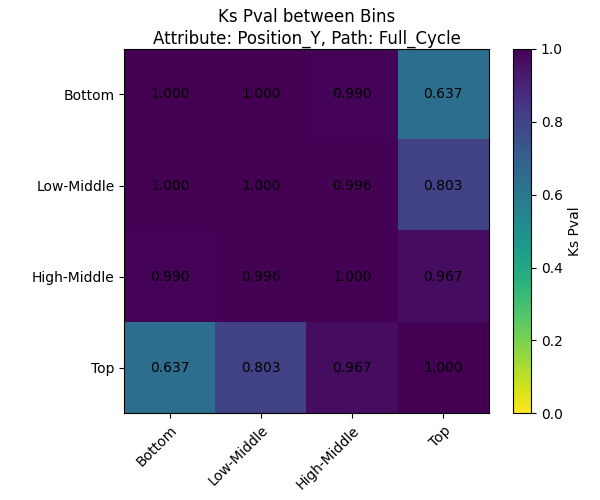 Ks Pval between Bins
Attribute: Position_Y, Path: Full_Cycle
Bottom 1.000 1.000 0.990 0.637
Low-Middle 1.000 1.000 0.996 0.803
High-Middle 0.990 0.996 1.000 0.967
Top 0.637 0.803 0.967 1.000
Bottom Low-Middle High-Middle Top
1.0
0.8
0.6
0.4
0.2
0.0
Ks Pval